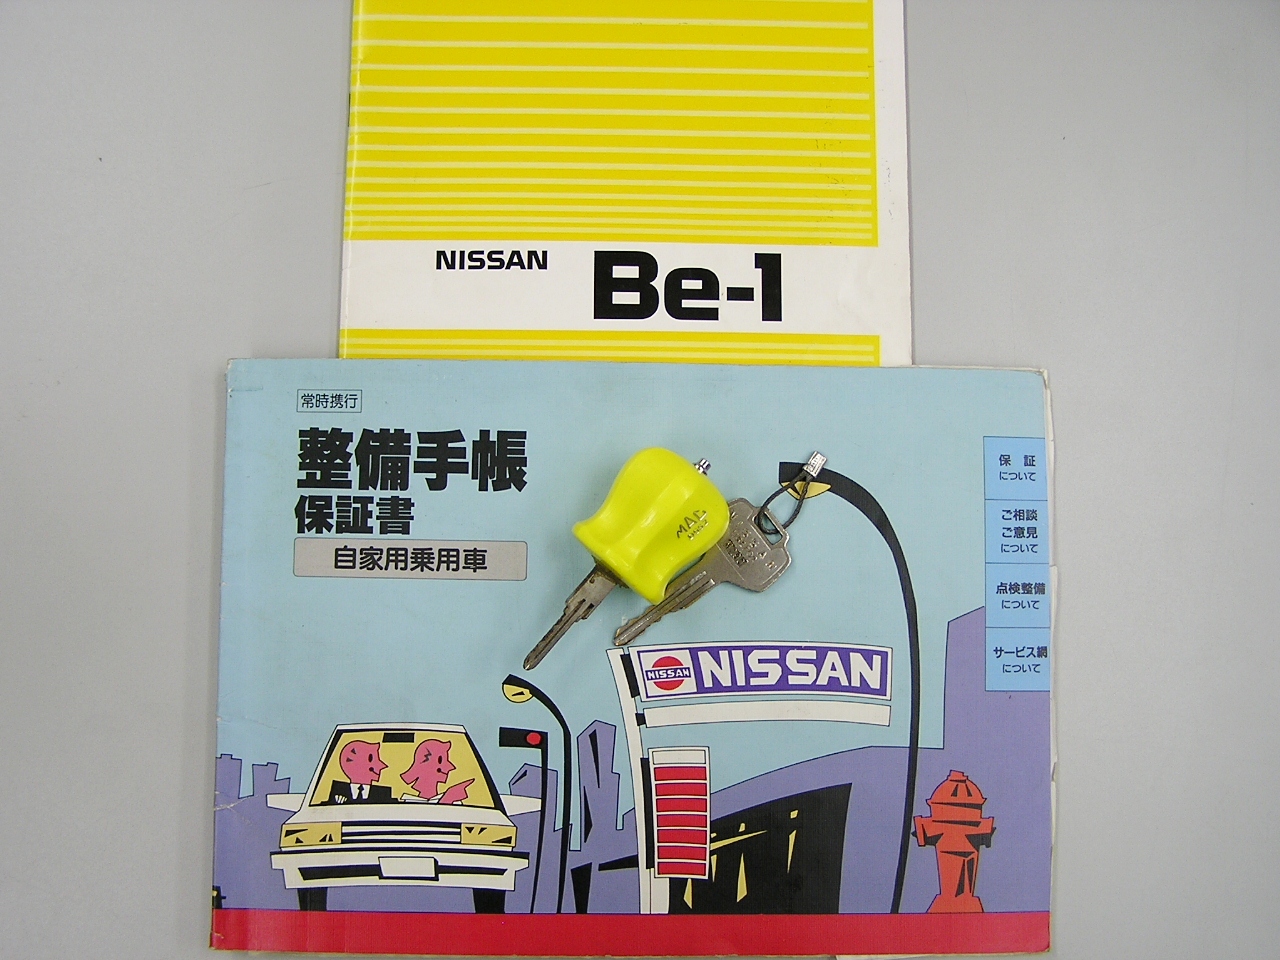 NISSAN Be-1
常時携行
整備手帳
保証書
自家用乗用車
保 証
について
ご相談
ご意見
について
点検整備
について
サービス網
について
MAC
NISSAN NISSAN